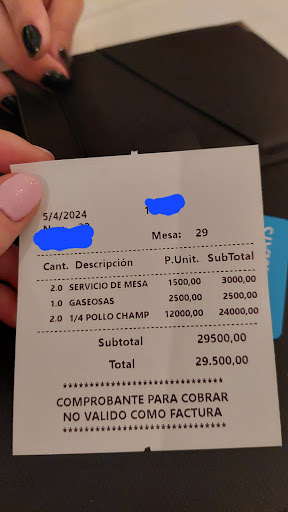 5/4/2024
Mesa: 29
Cant. Descripción P.Unit. SubTotal
2.0 SERVICIO DE MESA 1500,00 3000,00
1.0 GASEOSAS 2500,00 2500,00
2.0 1/4 POLLO CHAMP 12000,00 24000,00
Subtotal 29500,00
Total 29.500,00
********************************
COMPROBANTE PARA COBRAR
NO VALIDO COMO FACTURA
********************************